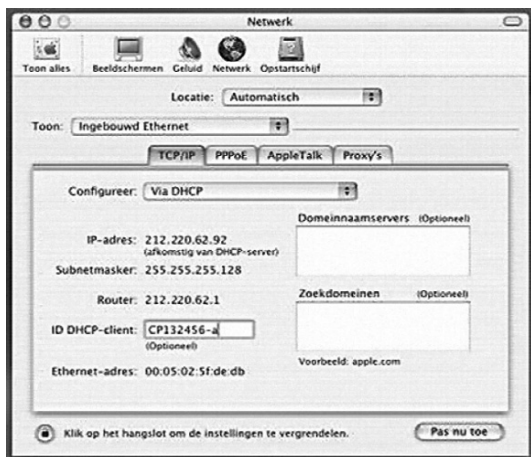 Netwerk
Toon alles Beeldschermen Geluid Netwerk Opstartschijf
Locatie: Automatisch
Toon: Ingebouwd Ethernet
TCP/IP PPPoE AppleTalk Proxy's
Configureer: Via DHCP
Domeinnaamservers (Optioneel)
IP-adres: 212.220.62.92
(afkomstig van DHCP-server)
Subnetmasker: 255.255.255.128
Router: 212.220.62.1
Zoekdomeinen (Optioneel)
ID DHCP-client: CP132456-a
(Optioneel)
Voorbeeld: apple.com
Ethernet-adres: 00:05:02:5f:de:db
Klik op het hangslot om de instellingen te vergrendelen.
Pas nu toe